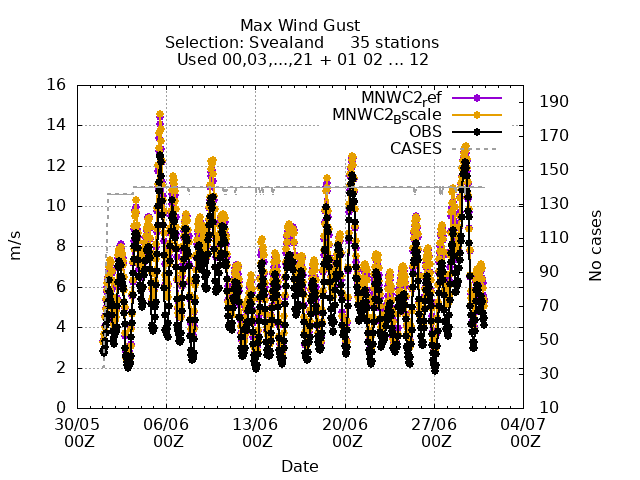 Max Wind Gust
Selection: Svealand 35 stations
Used 00,03,...,21 + 01 02 ... 12
MNWC2ref
MNWC2Bscale
OBS
CASES
16
14
12
10
8
6
4
2
0
m/s
190
170
150
130
110
90
70
50
30
10
No cases
30/05 06/06 13/06 20/06 27/06 04/07
00Z 00Z 00Z 00Z 00Z 00Z
Date